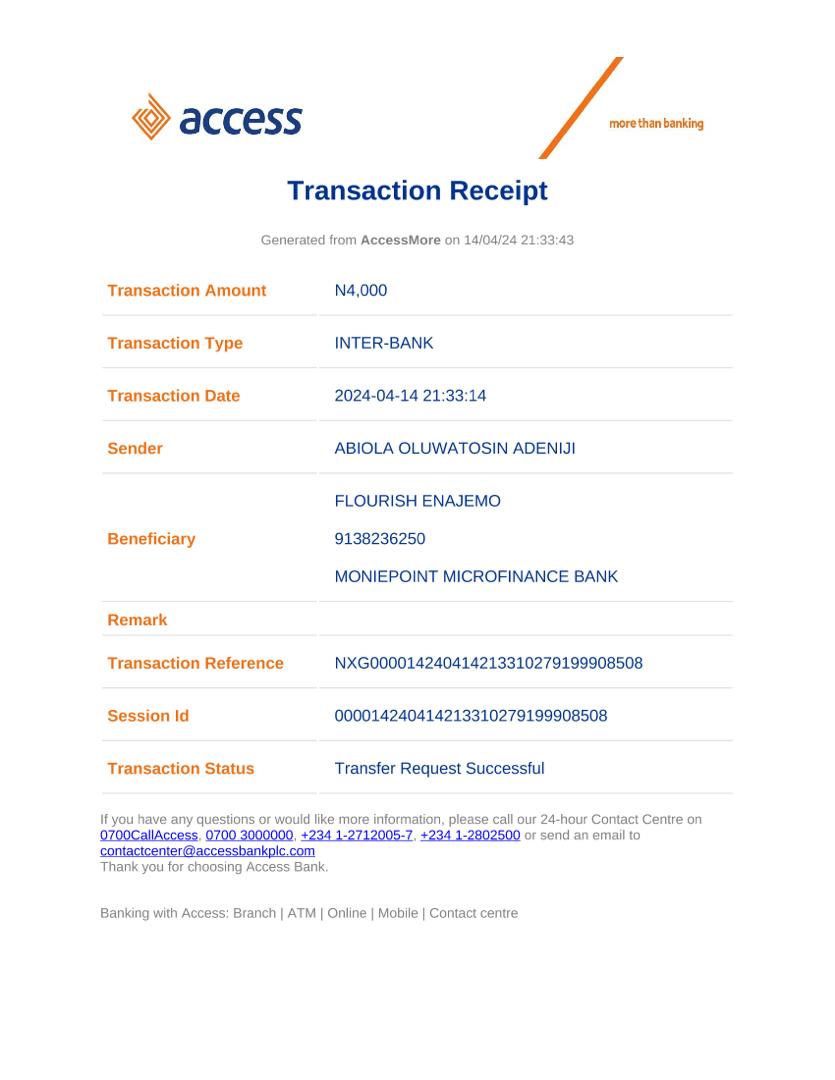 access
more than banking
Transaction Receipt
Generated from AccessMore on 14/04/24 21:33:43
Transaction Amount N4,000
Transaction Type INTER-BANK
Transaction Date 2024-04-14 21:33:14
Sender ABIOLA OLUWATOSIN ADENIJI
FLOURISH ENAJEMO
Beneficiary 9138236250
MONIEPOINT MICROFINANCE BANK
Remark
Transaction Reference NXG000014240414213310279199908508
Session Id 000014240414213310279199908508
Transaction Status Transfer Request Successful
If you have any questions or would like more information, please call our 24-hour Contact Centre on
0700CallAccess, 0700 3000000, +234 1-2712005-7, +234 1-2802500 or send an email to
contactcenter@accessbankplc.com
Thank you for choosing Access Bank.
Banking with Access: Branch | ATM | Online | Mobile | Contact centre